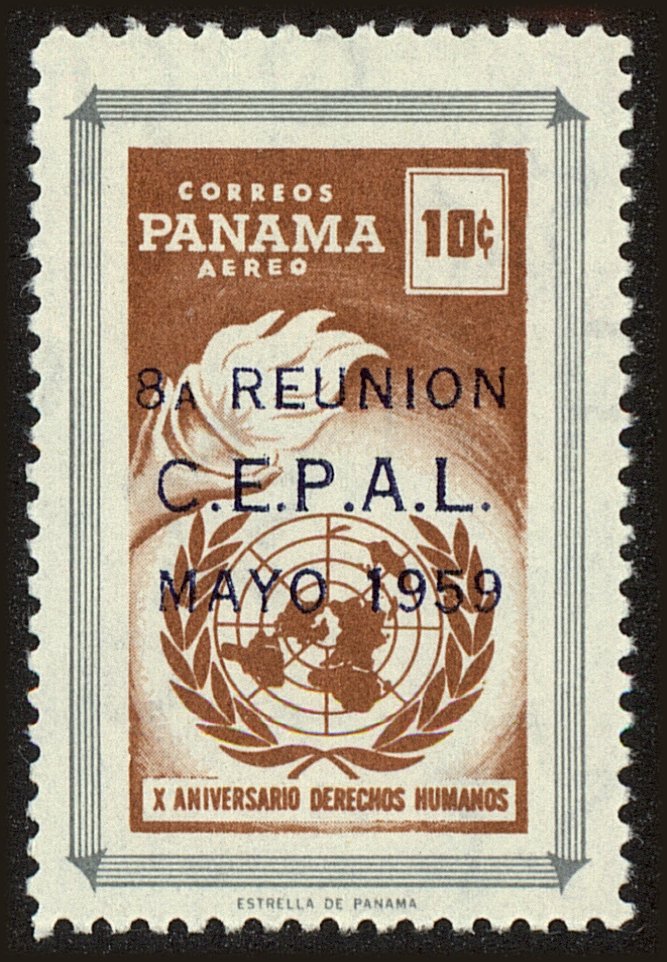 CORREOS
PANAMA
AEREO
10¢
8A REUNION
C.E.P.A.L.
MAYO 1959
X ANIVERSARIO DERECHOS HUMANOS
ESTRELLA DE PANAMA